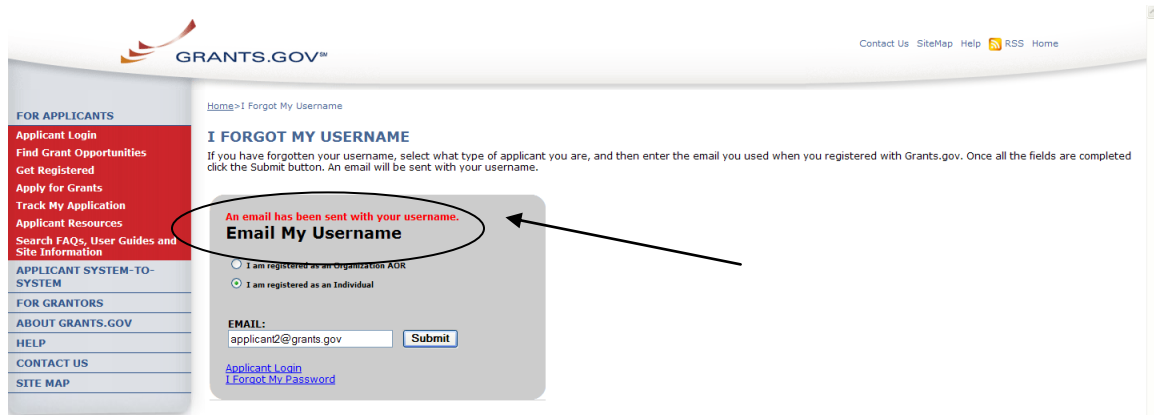 GRANTS.GOV℠
Contact Us SiteMap Help RSS Home
FOR APPLICANTS
Applicant Login
Find Grant Opportunities
Get Registered
Apply for Grants
Track My Application
Applicant Resources
Search FAQs, User Guides and
Site Information
APPLICANT SYSTEM-TO-
SYSTEM
FOR GRANTORS
ABOUT GRANTS.GOV
HELP
CONTACT US
SITE MAP
Home>I Forgot My Username
I FORGOT MY USERNAME
If you have forgotten your username, select what type of applicant you are, and then enter the email you used when you registered with Grants.gov. Once all the fields are completed
click the Submit button. An email will be sent with your username.
An email has been sent with your username.
Email My Username
I am registered as an Organization AOR
I am registered as an Individual
EMAIL:
applicant2@grants.gov Submit
Applicant Login
I Forgot My Password